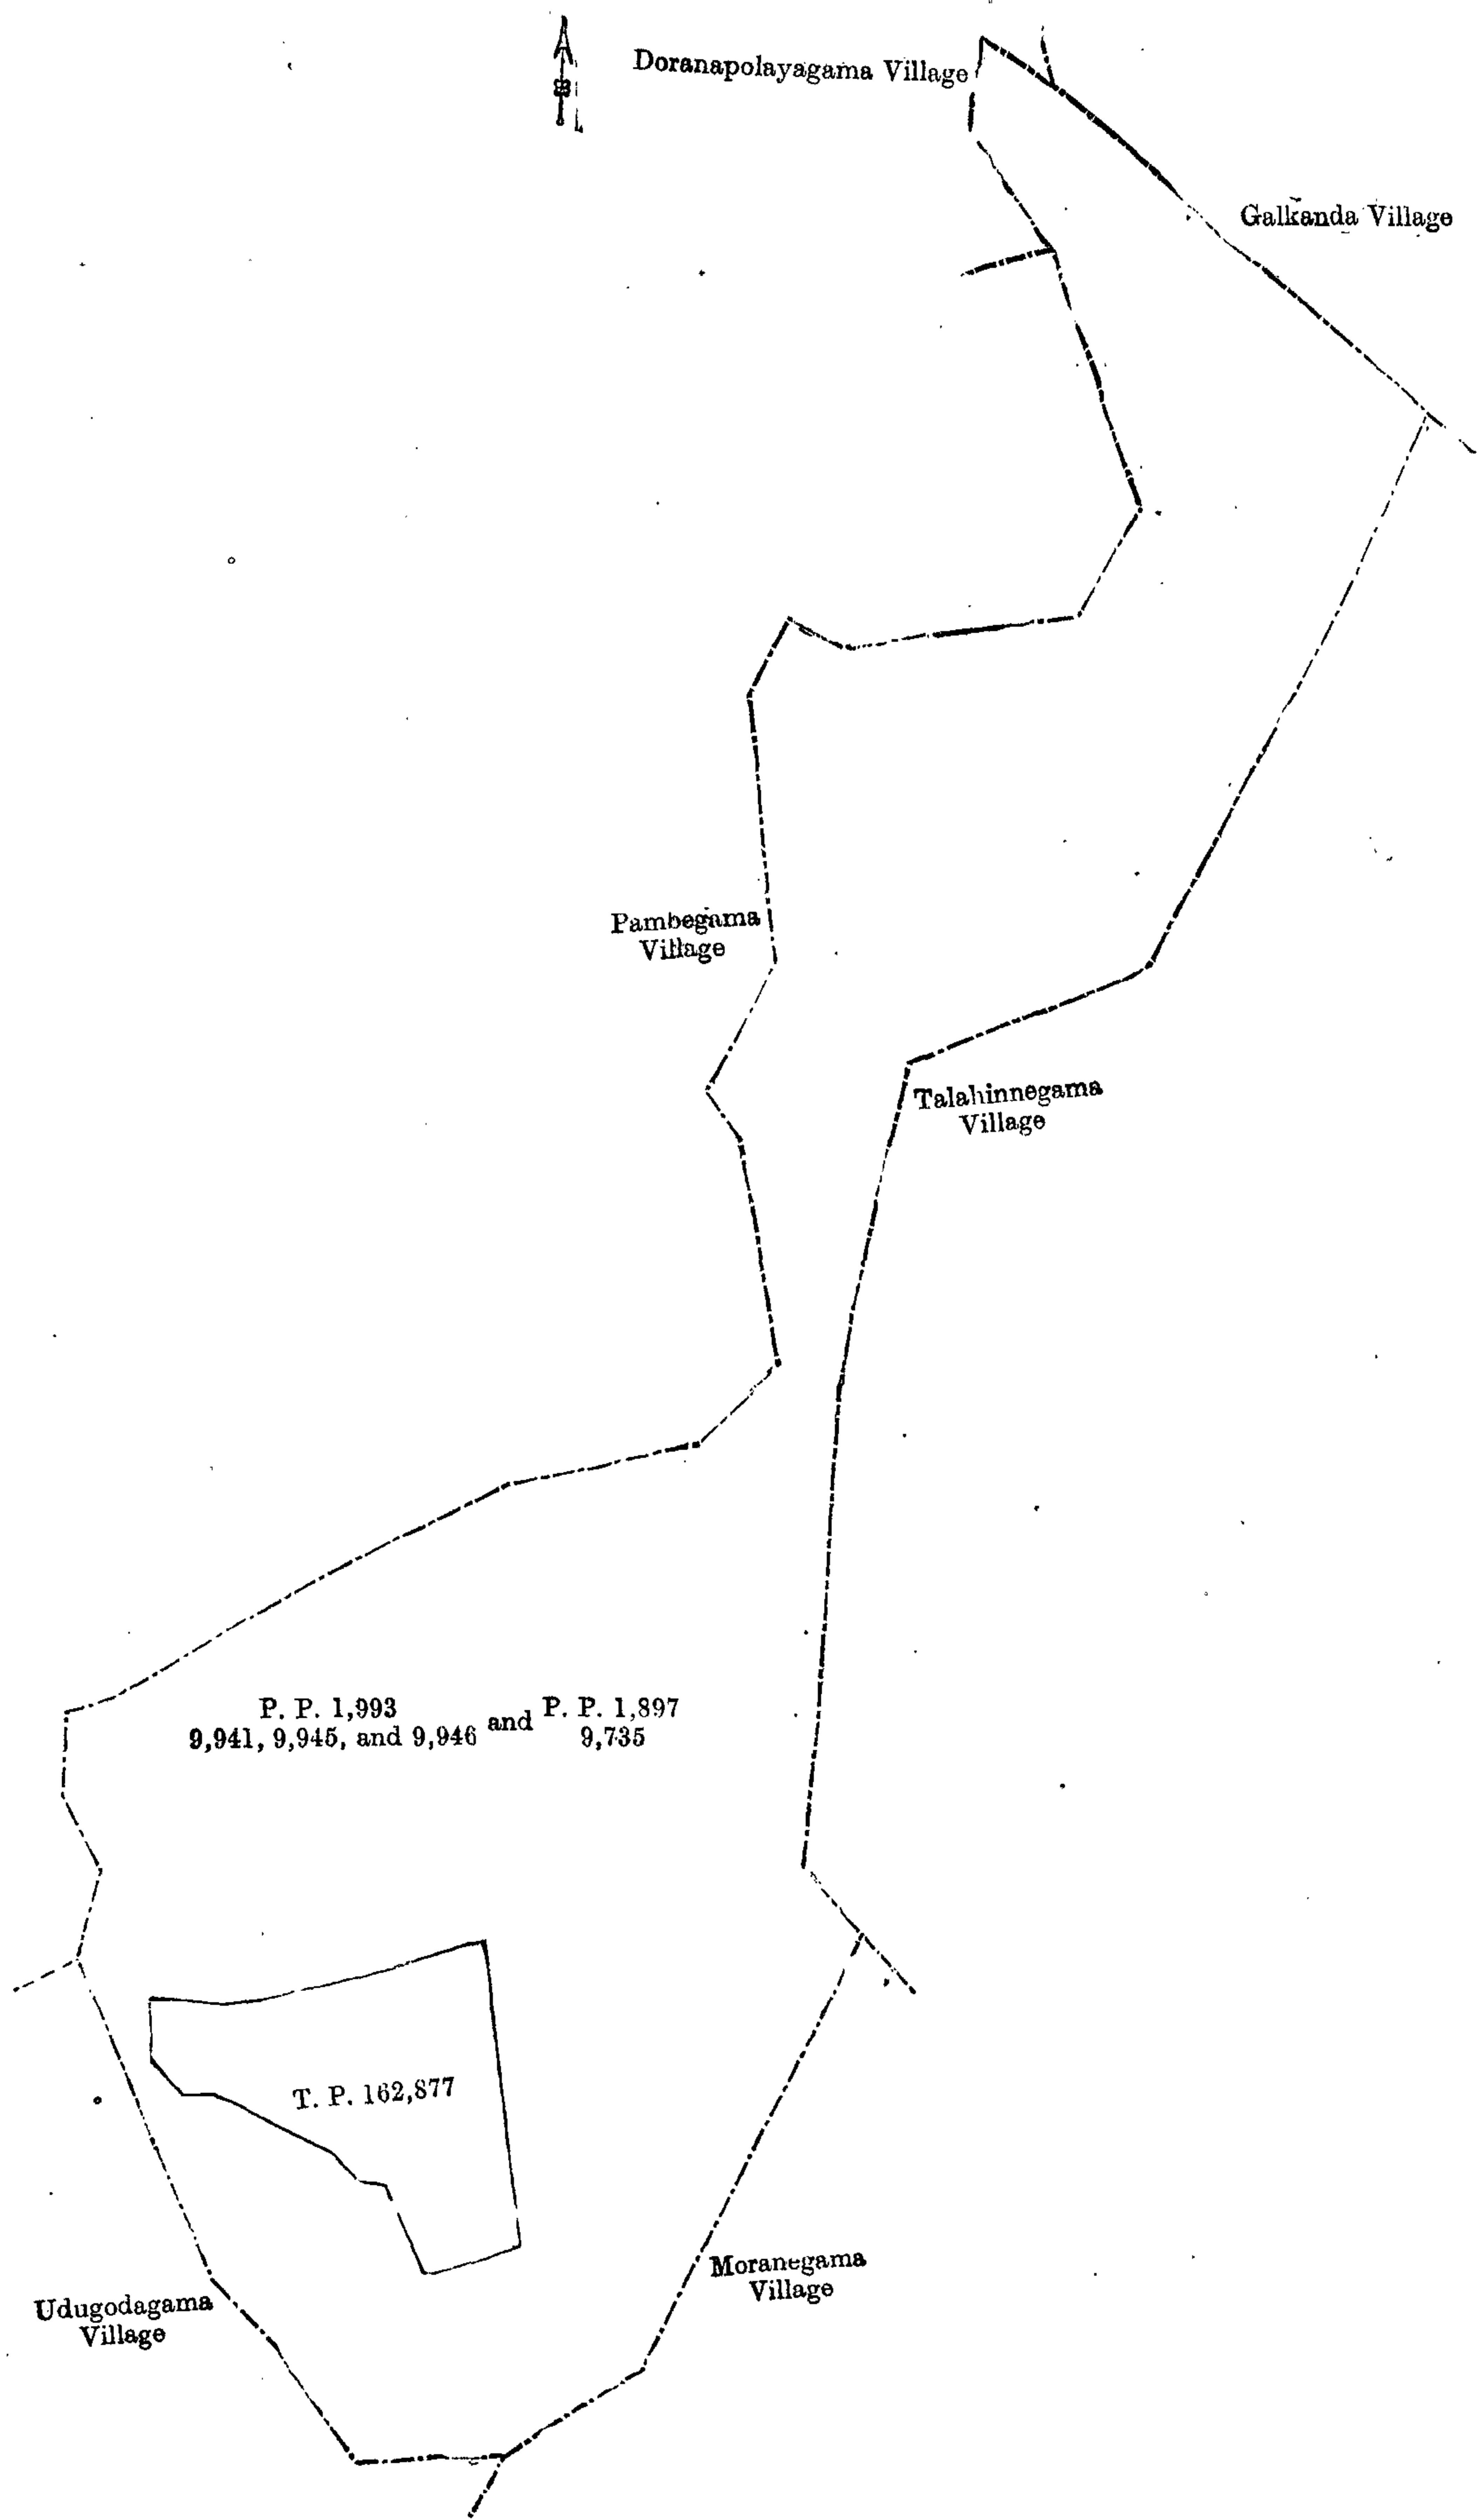 Doranapolayagama Village
Galkanda Village
Pambegama
Village
Talahinnegama
Village
P. P. 1,993
9,941, 9,945, and 9,946 and P. P. 1,897
9,735
T. P. 162,877
Moranegama
Village
Udugodagama
Village